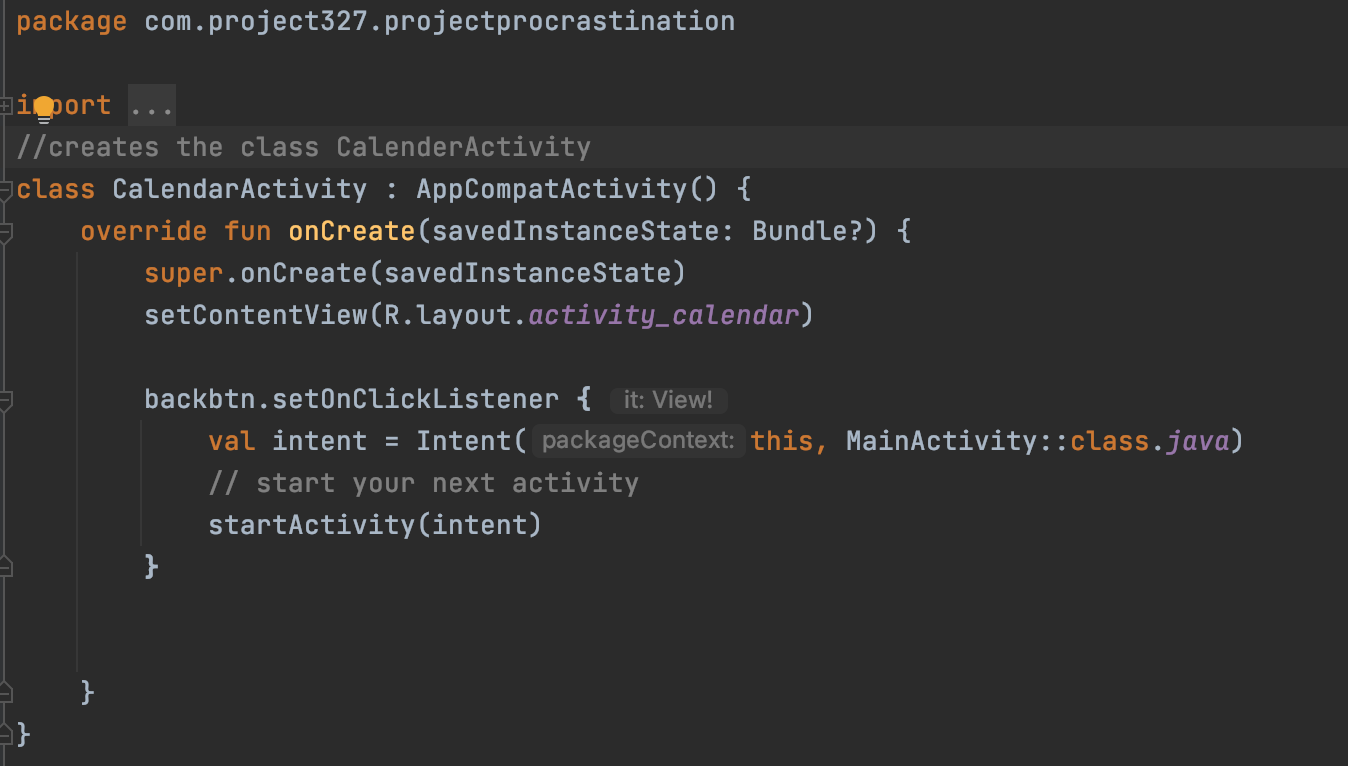 package com.project327.projectprocrastination
import ...
//creates the class CalenderActivity
class CalendarActivity : AppCompatActivity() {
override fun onCreate(savedInstanceState: Bundle?) {
super.onCreate(savedInstanceState)
setContentView(R.layout.activity_calendar)
backbtn.setOnClickListener { it: View!
val intent = Intent( packageContext: this, MainActivity::class.java)
// start your next activity
startActivity(intent)
}
}
}